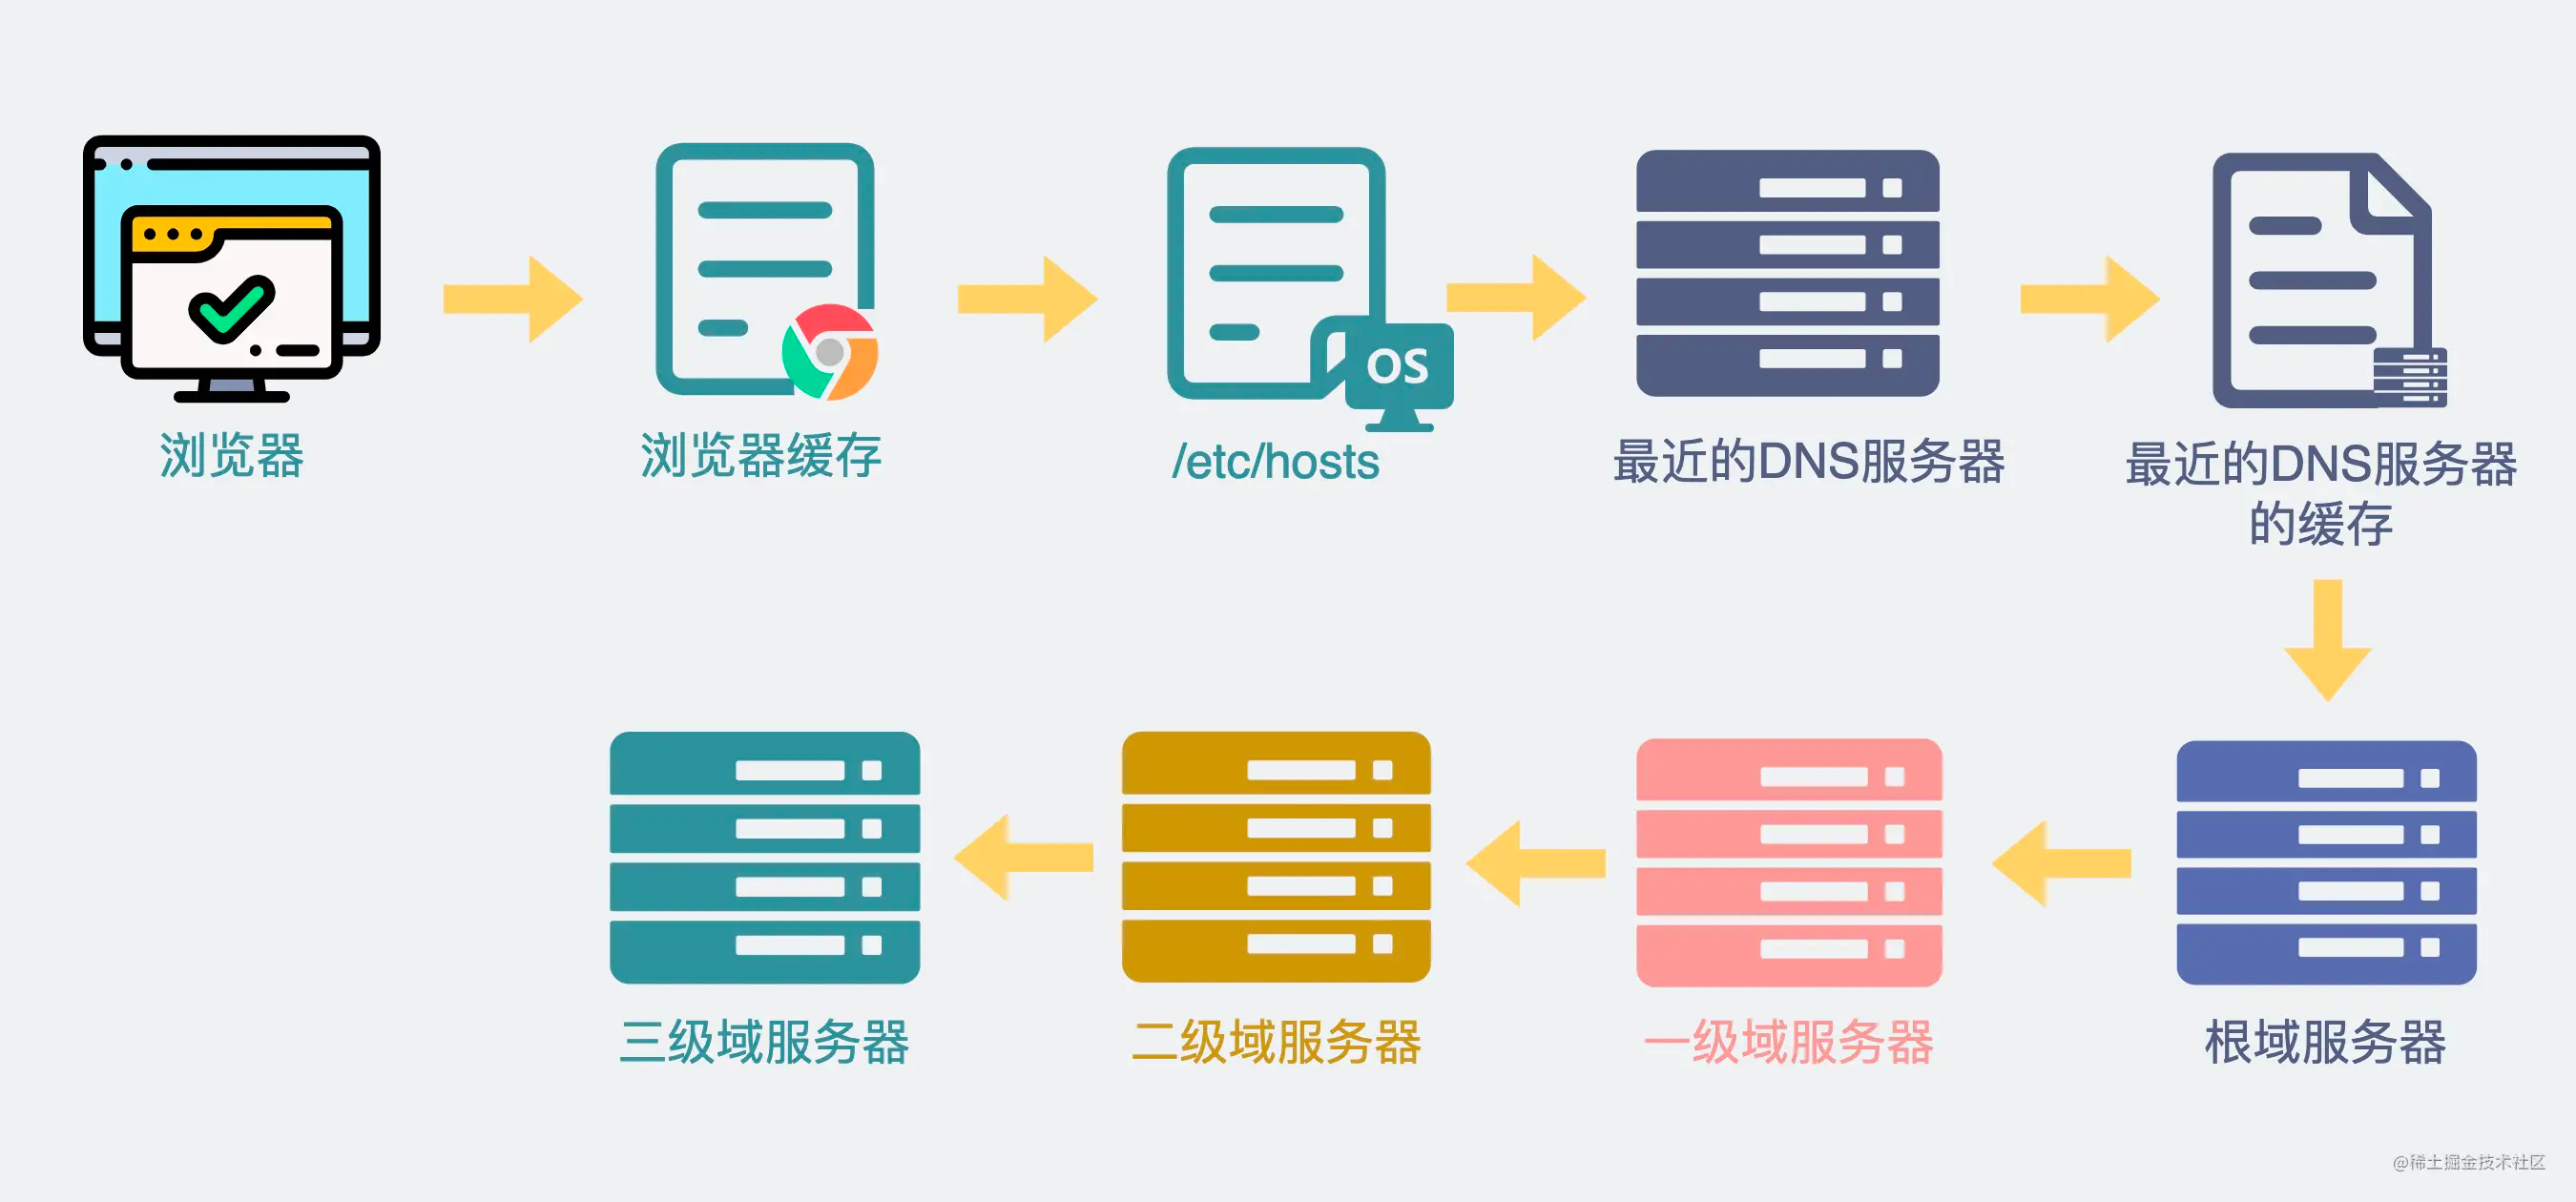 浏览器
浏览器缓存
OS
/etc/hosts
最近的DNS服务器
最近的DNS服务器
的缓存
三级域服务器
二级域服务器
一级域服务器
根域服务器
@稀土掘金技术社区